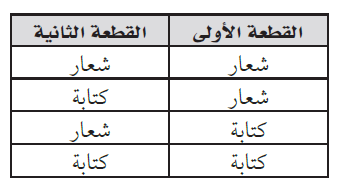 القطعة الأولى القطعة الثانية
شعار شعار
شعار كتابة
كتابة شعار
كتابة كتابة